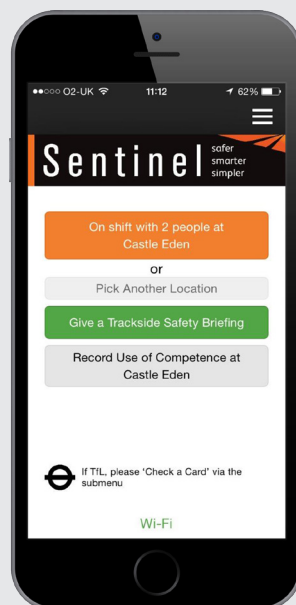 ●●○○○ O2-UK 11:12 62%
Sentinel
safer
smarter
simpler
On shift with 2 people at
Castle Eden
or
Pick Another Location
Give a Trackside Safety Briefing
Record Use of Competence at
Castle Eden
If TfL, please 'Check a Card' via the
submenu
Wi-Fi